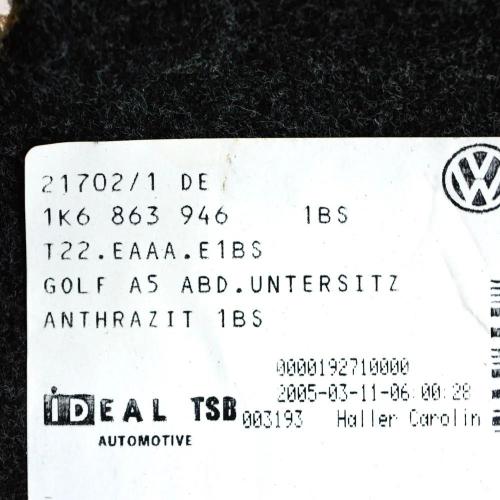 21702/1 DE
1K6 863 946 1BS
T22.EAAA.E1BS
GOLF A5 ABD.UNTERSITZ
ANTHRAZIT 1BS
0000192710000
2005-03-11-06:00:28
003193 Haller Carolin
iDEAL TSB
AUTOMOTIVE
VW